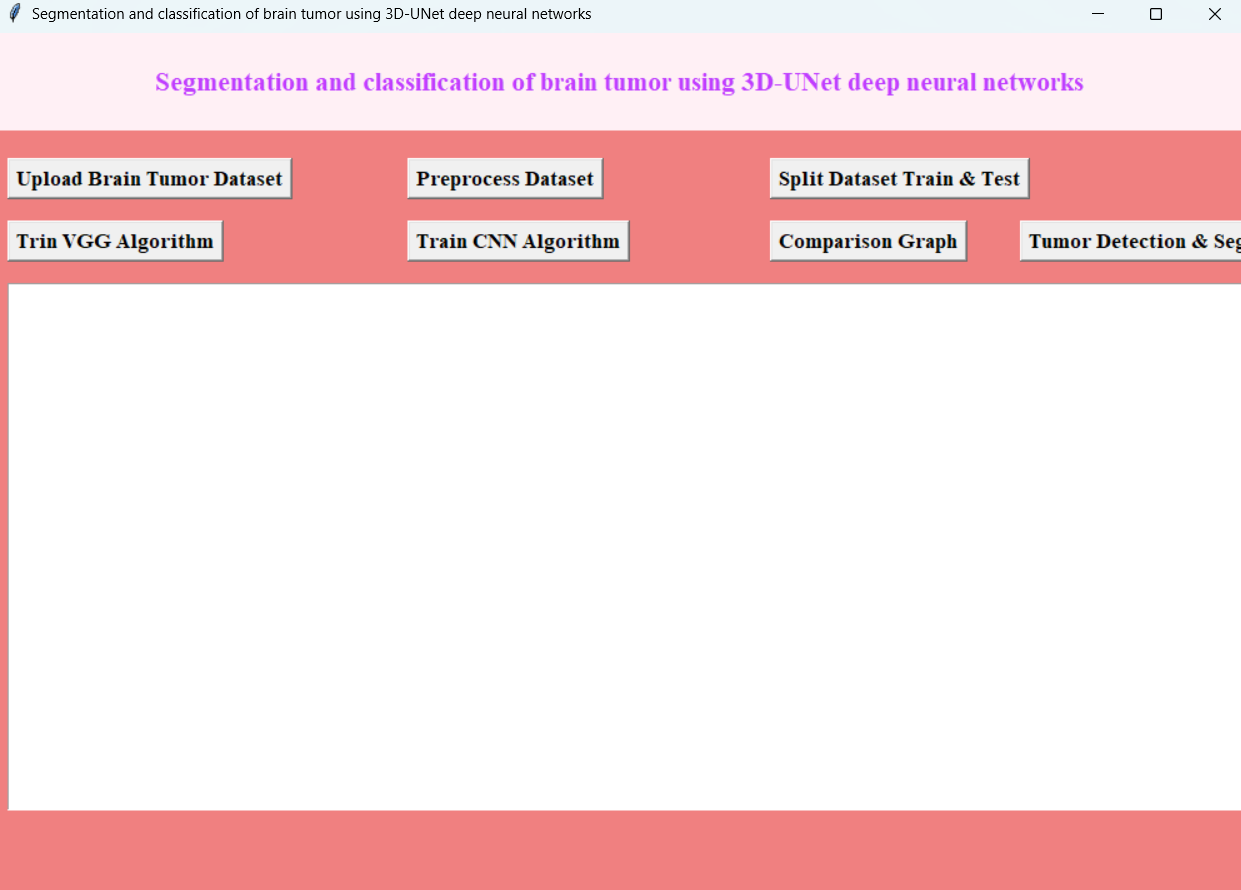 Segmentation and classification of brain tumor using 3D-UNet deep neural networks
Segmentation and classification of brain tumor using 3D-UNet deep neural networks
Upload Brain Tumor Dataset Preprocess Dataset Split Dataset Train & Test
Trin VGG Algorithm Train CNN Algorithm Comparison Graph Tumor Detection &